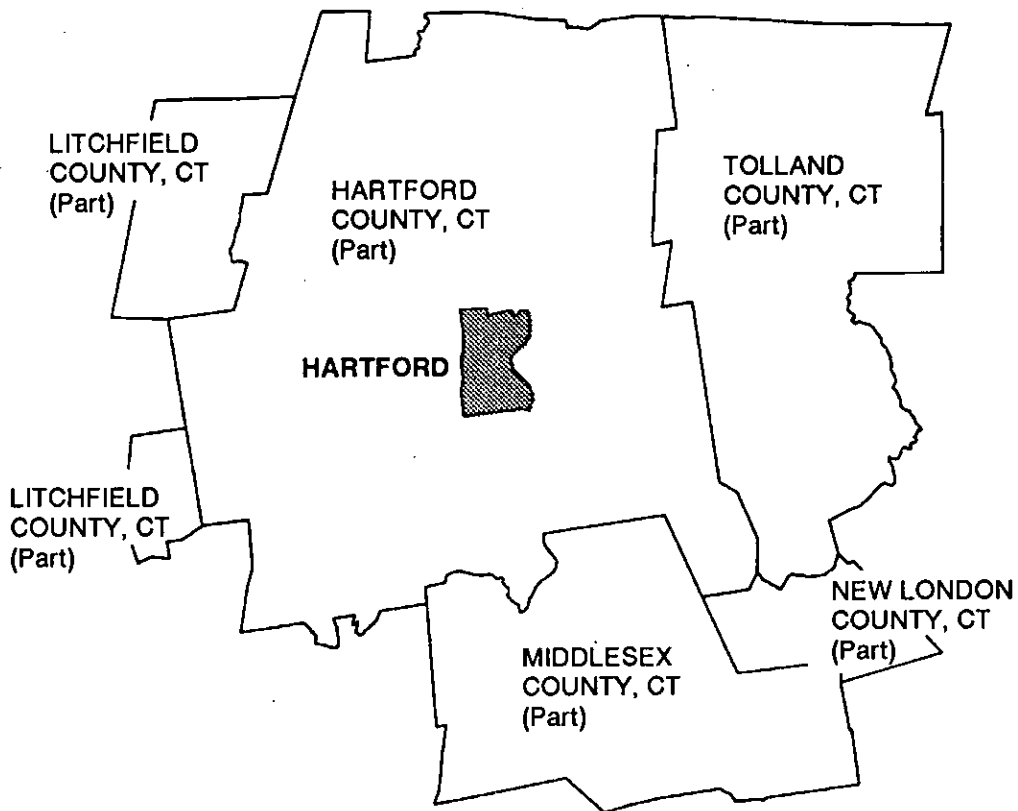 LITCHFIELD
COUNTY, CT
(Part)
HARTFORD
COUNTY, CT
(Part)
TOLLAND
COUNTY, CT
(Part)
HARTFORD
LITCHFIELD
COUNTY, CT
(Part)
NEW LONDON
COUNTY, CT
(Part)
MIDDLESEX
COUNTY, CT
(Part)